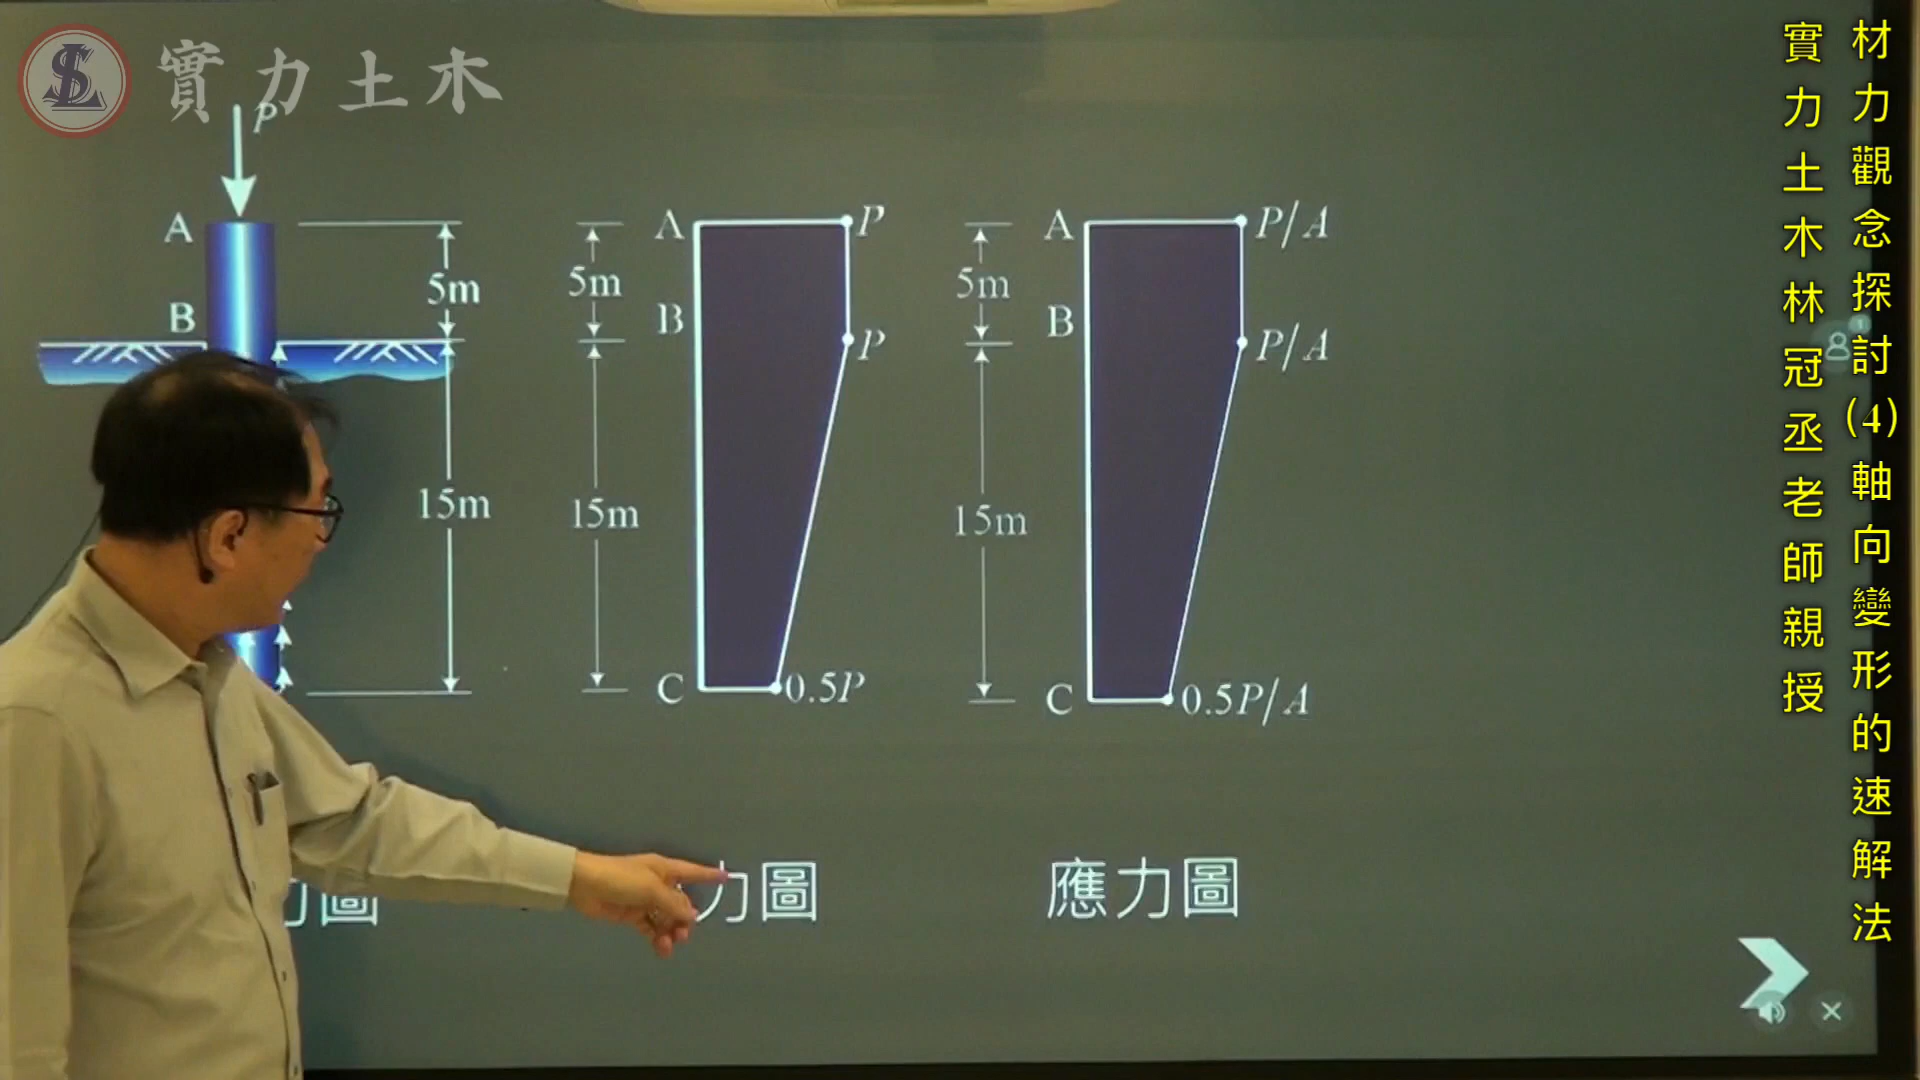 實力土木
P
A
B
5m
15m
A
P
5m
B
P
15m
C
0.5P
A
P/A
5m
B
P/A
15m
C
0.5P/A
圖
力圖
應力圖
材力觀念探討(4)軸向變形的速解法
實力土木林冠丞老師親授